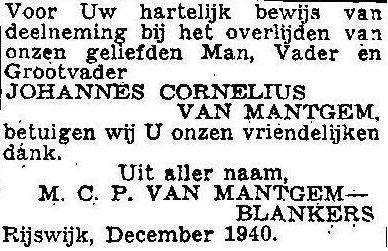 Voor Uw hartelijk bewijs van
deelneming bij het overlijden van
onzen geliefden Man, Vader en
Grootvader
JOHANNES CORNELIUS
VAN MANTGEM,
betuigen wij U onzen vriendelijken
dank.
Uit aller naam,
M. C. P. VAN MANTGEM—
BLANKERS
Rijswijk, December 1940.